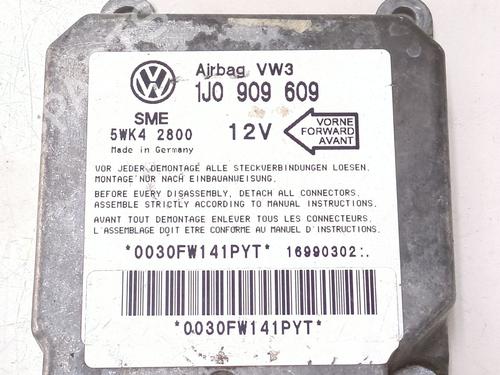 Airbag VW3
1J0 909 609
SME
5WK4 2800
Made in Germany
12V
VORNE
FORWARD
AVANT
VOR JEDER DEMONTAGE ALLE STECKVERBINDUNGEN LOESEN.
MONTAGE NUR NACH EINBAUANWEISUNG.
BEFORE EVERY DISASSEMBLY, DETACH ALL CONNECTORS.
ASSEMBLE STRICTLY ACCORDING TO MANUAL INSTRUCTIONS.
AVANT TOUT DEMONTAGE ENLEVER TOUS LES CONNECTEURS.
L'ASSEMBLAGE DOIT ETRE CONFORME AU MANUEL D'INSTRUCTIONS.
*0030FW141PYT* 16990302:.
*0030FW141PYT*